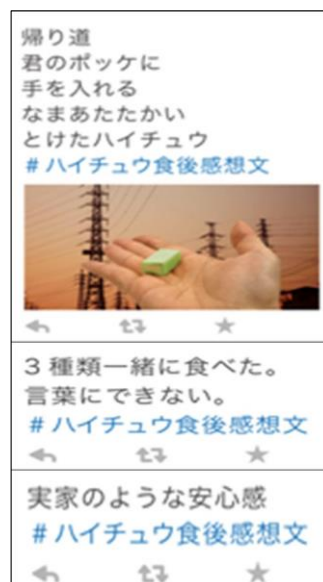 帰り道
君のポッケに
手を入れる
なまあたたかい
とけたハイチュウ
#ハイチュウ食後感想文
3種類一緒に食べた。
言葉にできない。
#ハイチュウ食後感想文
実家のような安心感
#ハイチュウ食後感想文